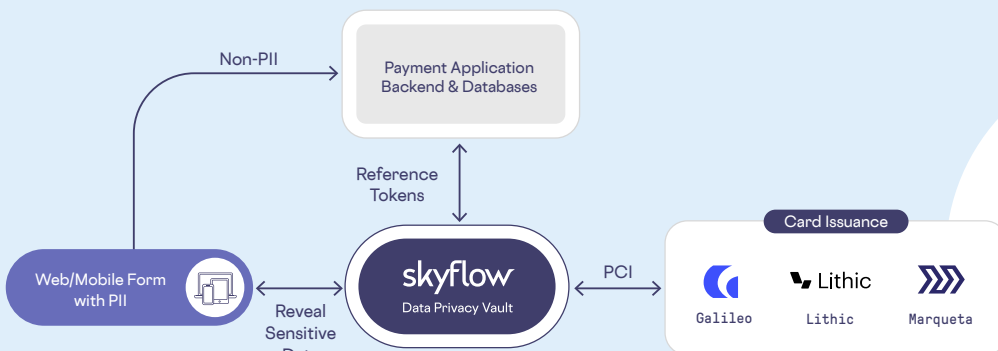 Non-PII
Payment Application
Backend & Databases
Reference
Tokens
Card Issuance
Web/Mobile Form
with PII
skyflow
Data Privacy Vault
Reveal
Sensitive
PCI
Galileo
Lithic
Lithic
Marqueta